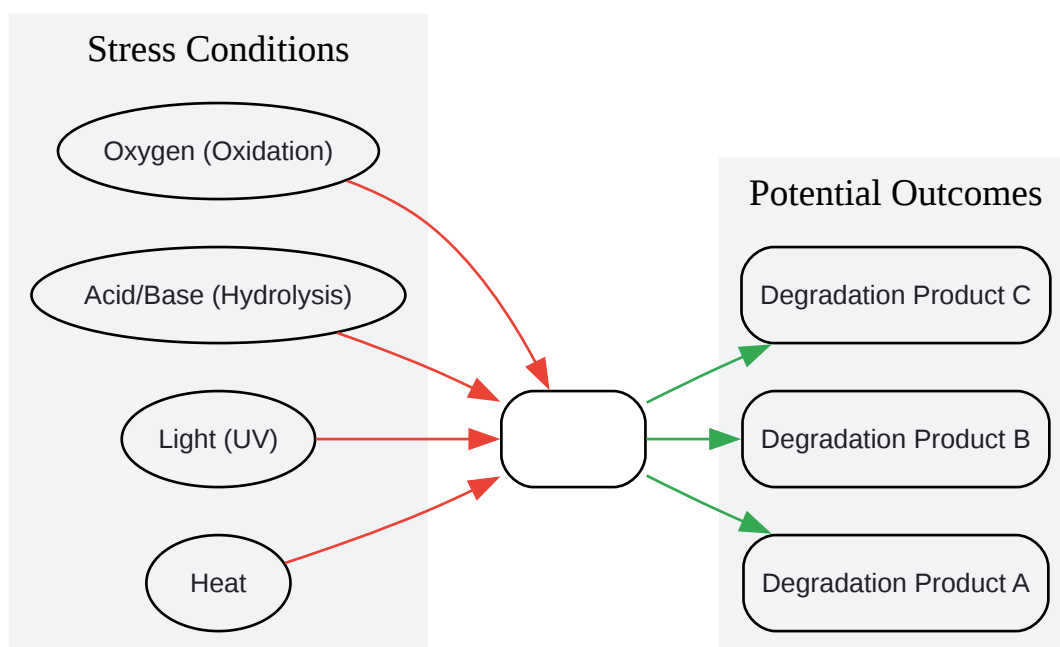 Stress Conditions
Oxygen (Oxidation)
Acid/Base (Hydrolysis)
Light (UV)
Heat
Potential Outcomes
Degradation Product C
Degradation Product B
Degradation Product A